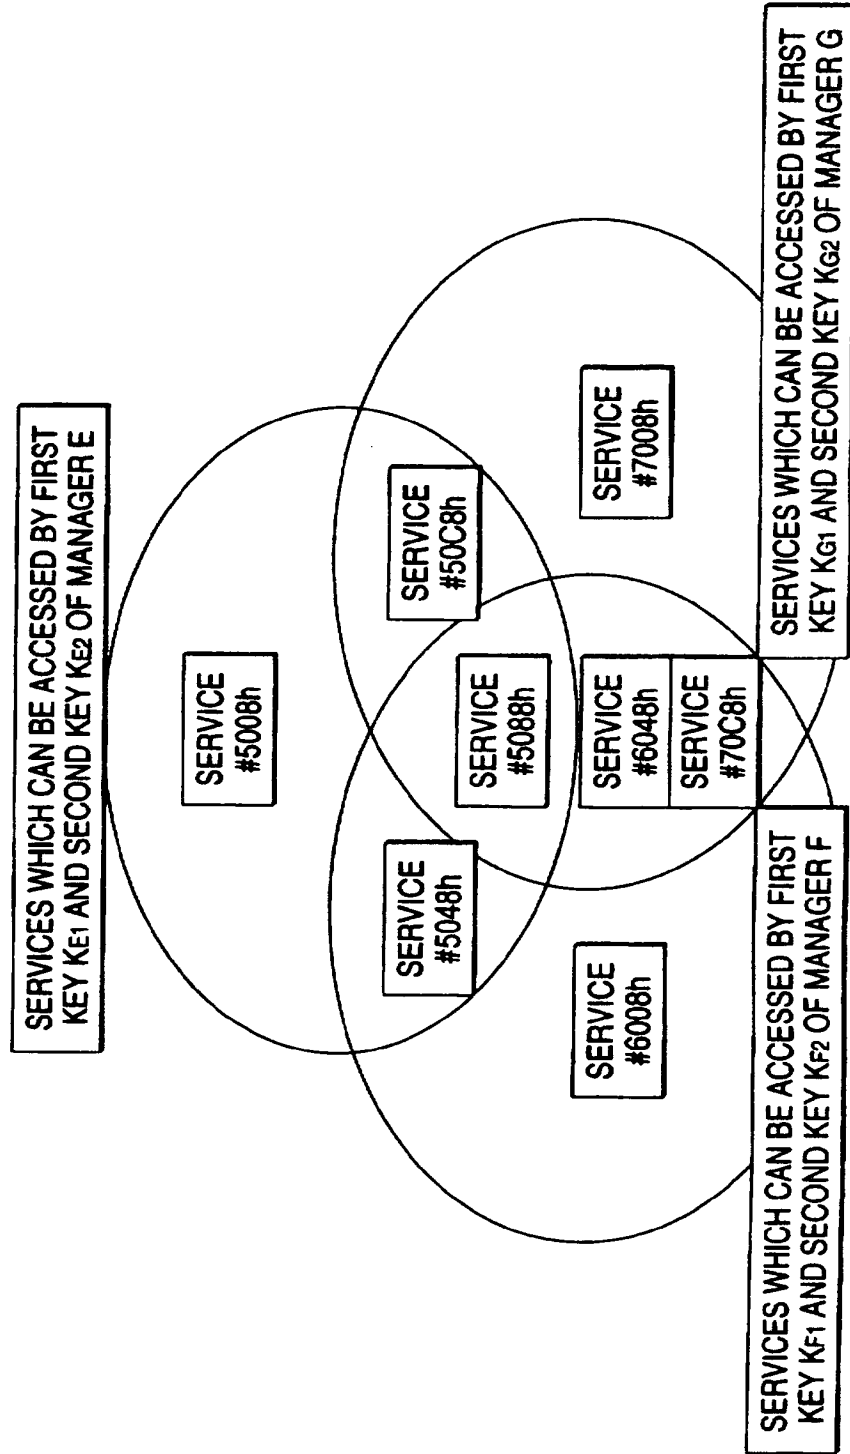 SERVICES WHICH CAN BE ACCESSED BY FIRST
KEY KE1 AND SECOND KEY KE2 OF MANAGER E
SERVICE
#5008h
SERVICE
#5048h
SERVICE
#50C8h
SERVICE
#5088h
SERVICE
#6008h
SERVICE
#6048h
SERVICE
#70C8h
SERVICE
#7008h
SERVICES WHICH CAN BE ACCESSED BY FIRST
KEY KF1 AND SECOND KEY KF2 OF MANAGER F
SERVICES WHICH CAN BE ACCESSED BY FIRST
KEY KG1 AND SECOND KEY KG2 OF MANAGER G